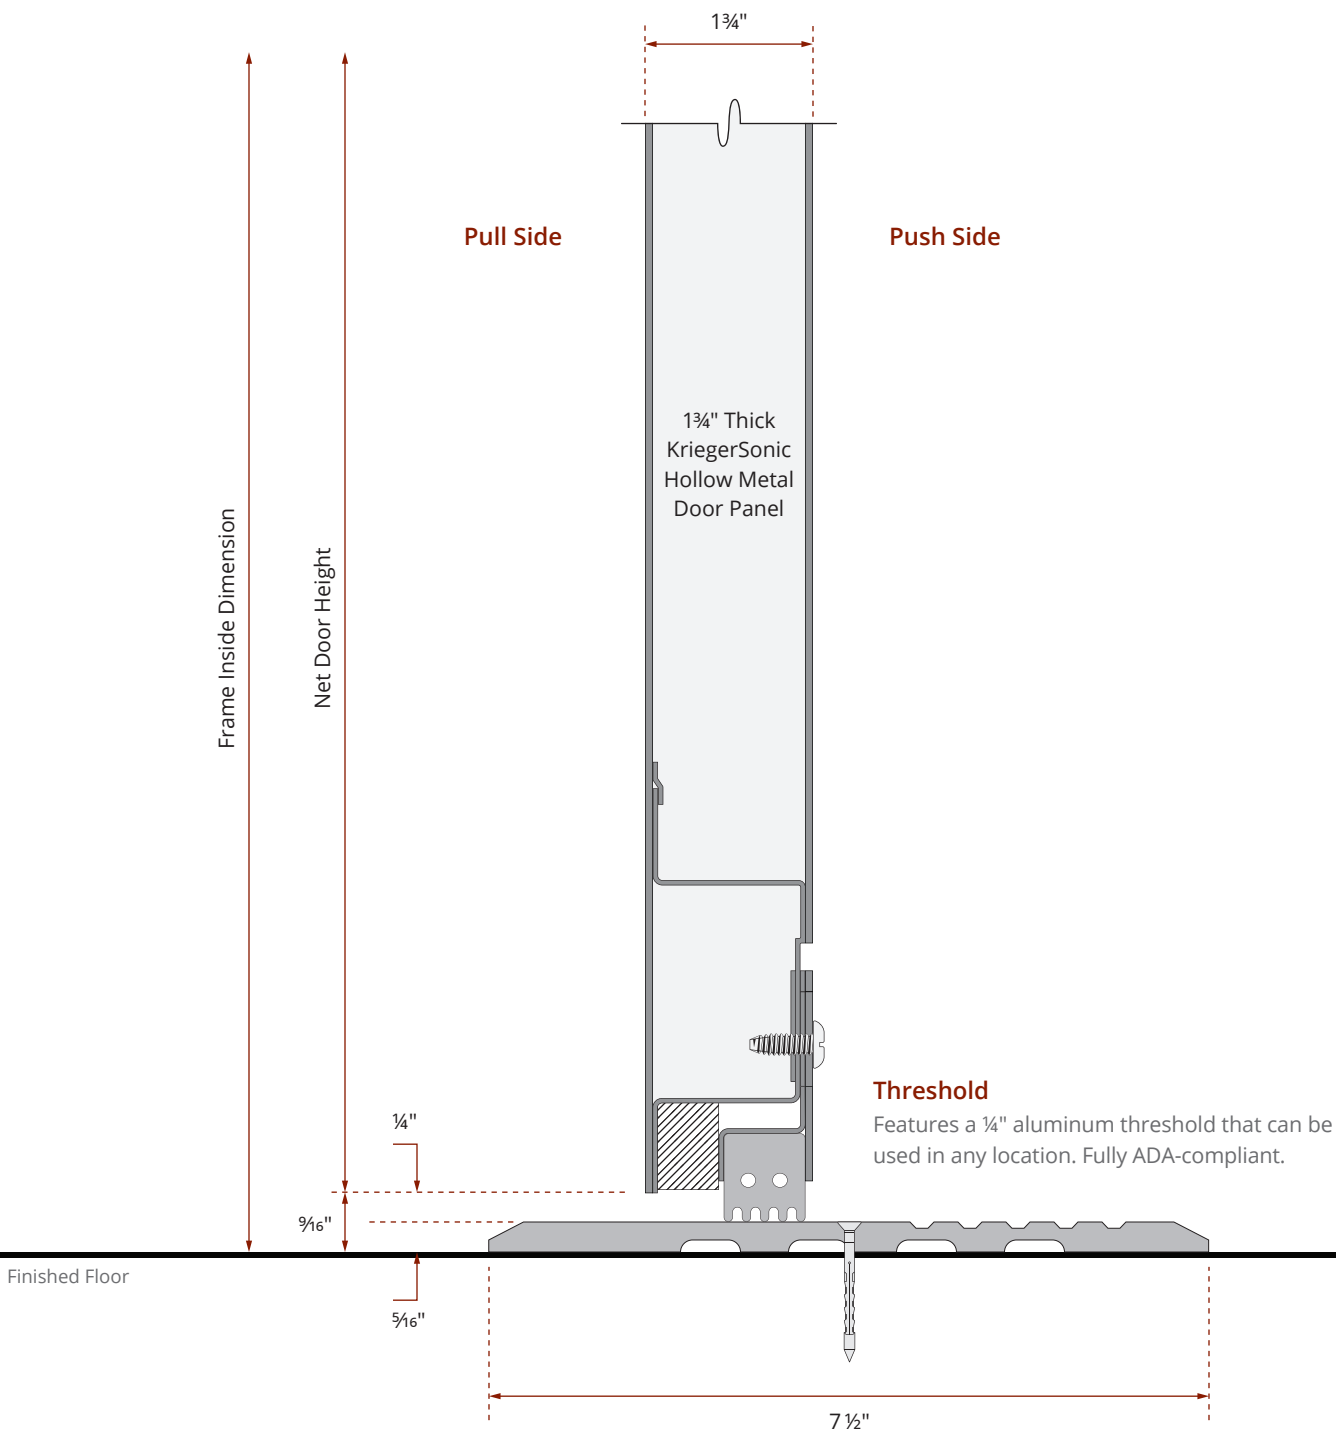 1¾"
Pull Side
Push Side
1¾" Thick
KriegerSonic
Hollow Metal
Door Panel
Frame Inside Dimension
Net Door Height
Threshold
Features a ¼" aluminum threshold that can be
used in any location. Fully ADA-compliant.
¼"
9⁄16"
Finished Floor
5⁄16"
7 ½"